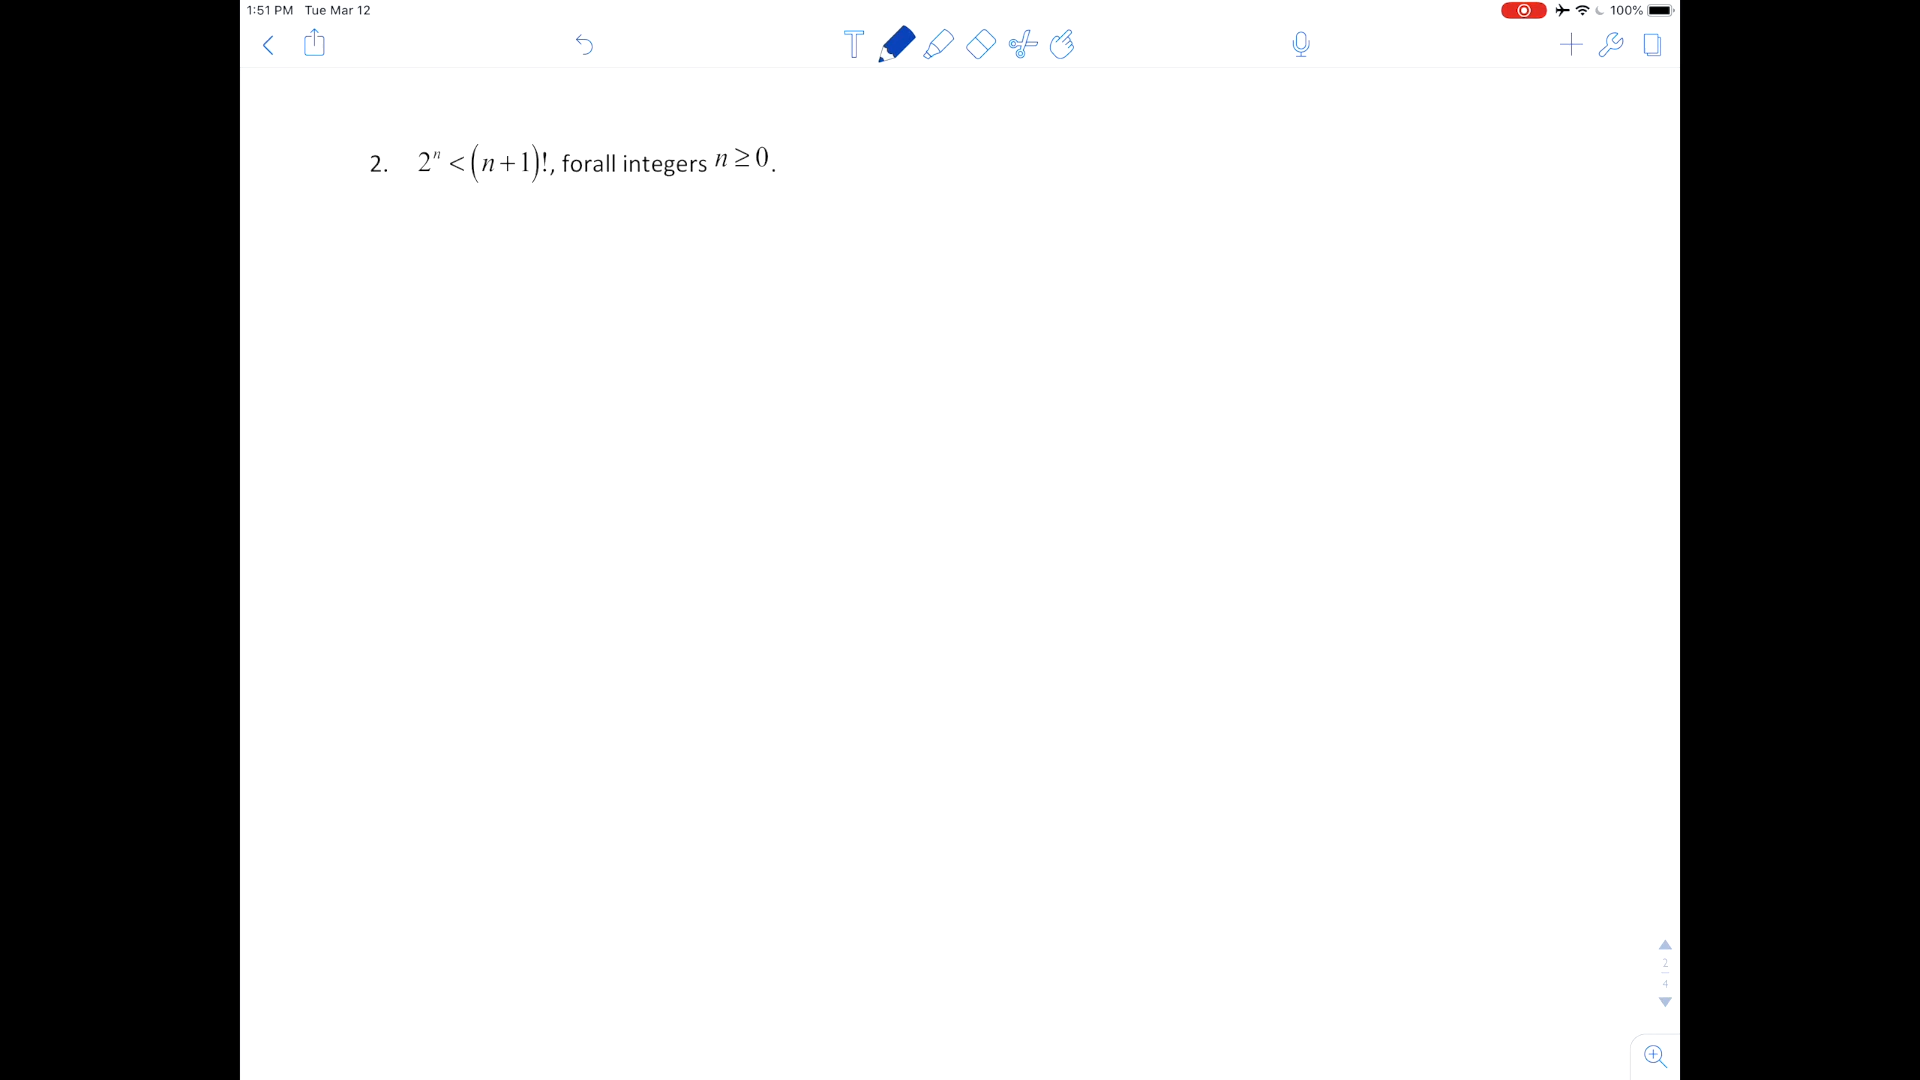 1:51 PM Tue Mar 12
100%
T
2. 2ⁿ < (n+1)!, forall integers n ≥ 0.
2
4